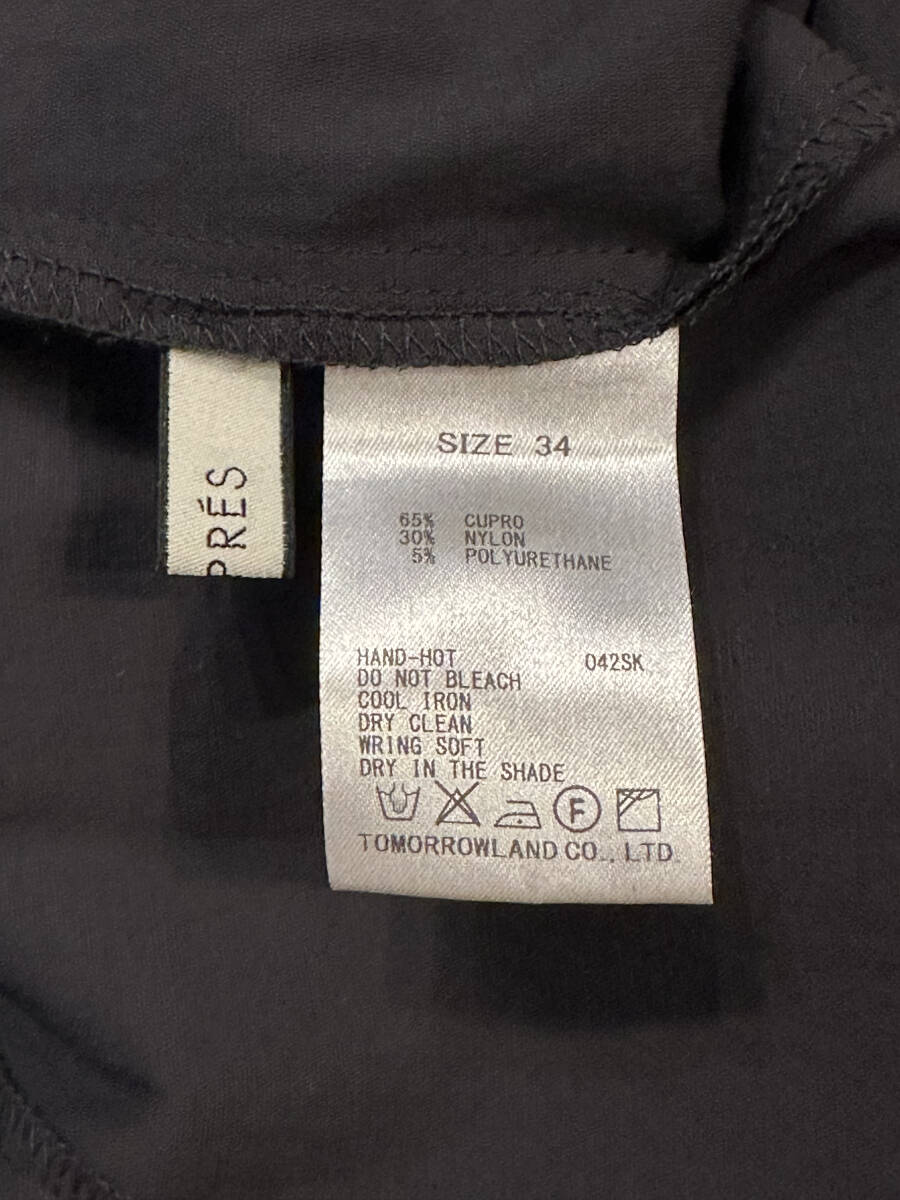 PRÉS
SIZE 34
65% CUPRO
30% NYLON
5% POLYURETHANE
HAND-HOT 042SK
DO NOT BLEACH
COOL IRON
DRY CLEAN
WRING SOFT
DRY IN THE SHADE
F
TOMORROWLAND CO., LTD.